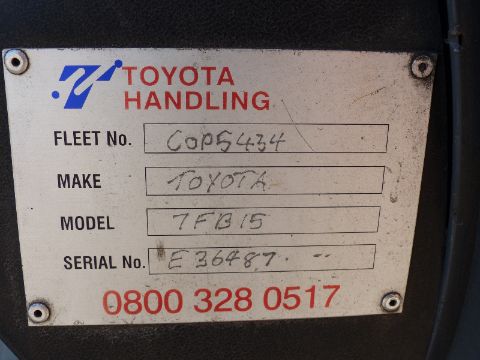 TOYOTA
HANDLING
FLEET No. COP5434
MAKE TOYOTA
MODEL 7FB15
SERIAL No. E36487
0800 328 0517